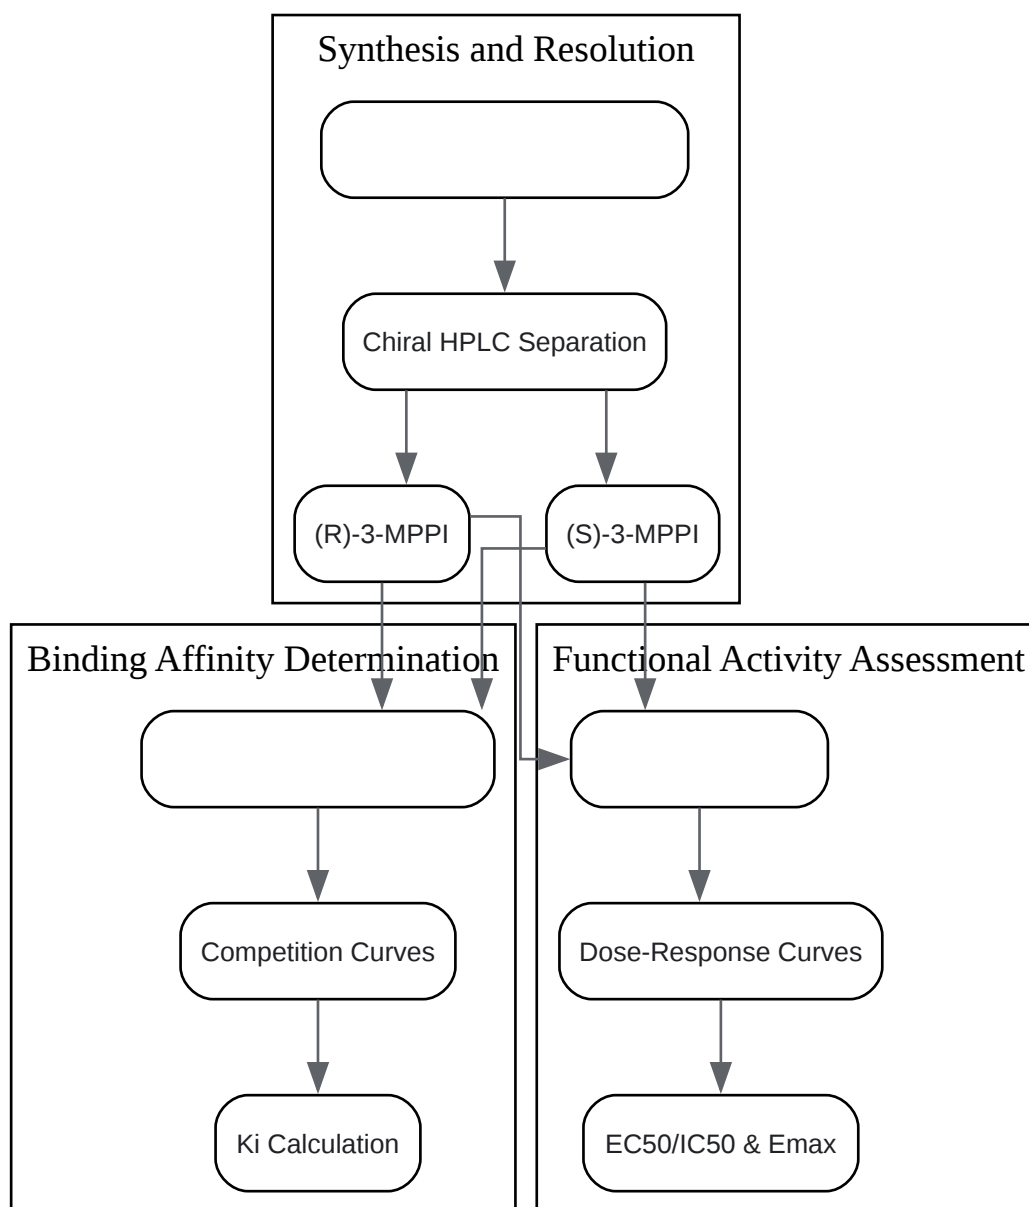 Synthesis and Resolution
Chiral HPLC Separation
(R)-3-MPPI
(S)-3-MPPI
Binding Affinity Determination
Functional Activity Assessment
Competition Curves
Dose-Response Curves
Ki Calculation
EC50/IC50 & Emax